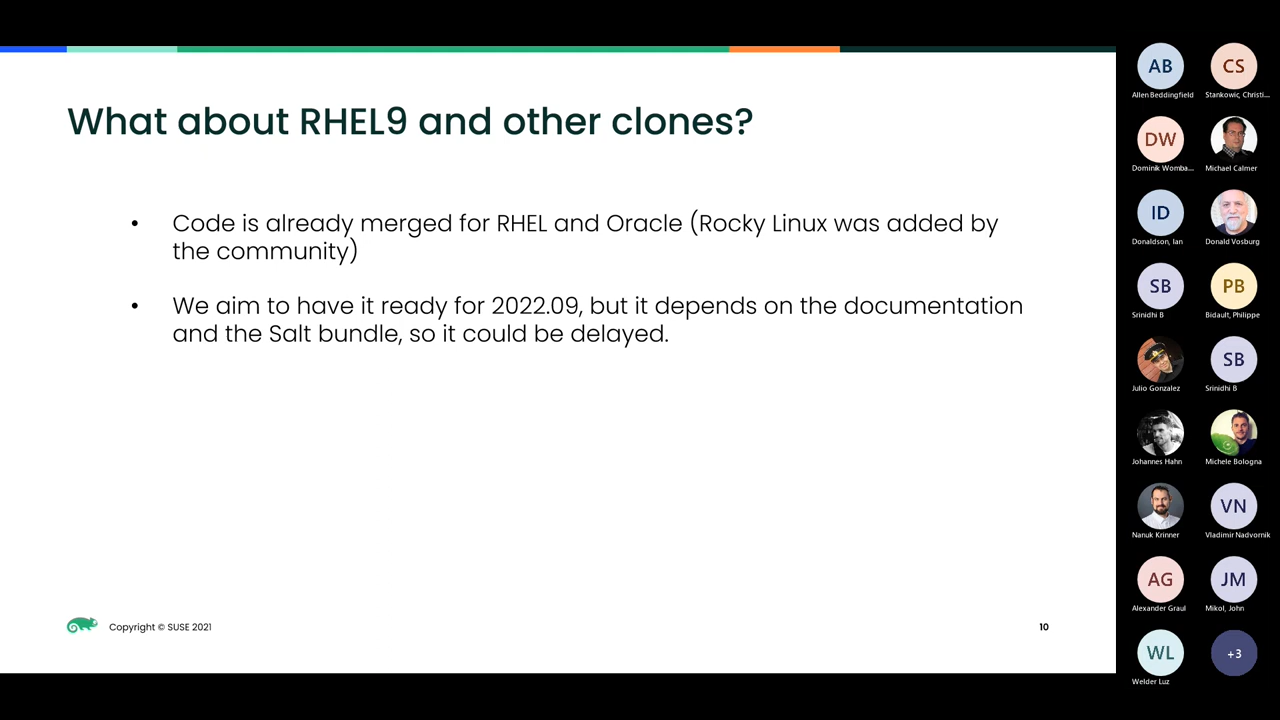 What about RHEL9 and other clones?
• Code is already merged for RHEL and Oracle (Rocky Linux was added by
the community)
• We aim to have it ready for 2022.09, but it depends on the documentation
and the Salt bundle, so it could be delayed.
Copyright © SUSE 2021
10
AB
Allen Beddingfield
CS
Stankowic, Christi...
DW
Dominik Womba...
Michael Calmer
ID
Donaldson, Ian
Donald Vosburg
SB
Srinidhi B
PB
Bidault, Philippe
Julio Gonzalez
SB
Srinidhi B
Johannes Hahn
Michele Bologna
Nanuk Krinner
VN
Vladimir Nadvornik
AG
Alexander Graul
JM
Mikol, John
WL
Welder Luz
+3